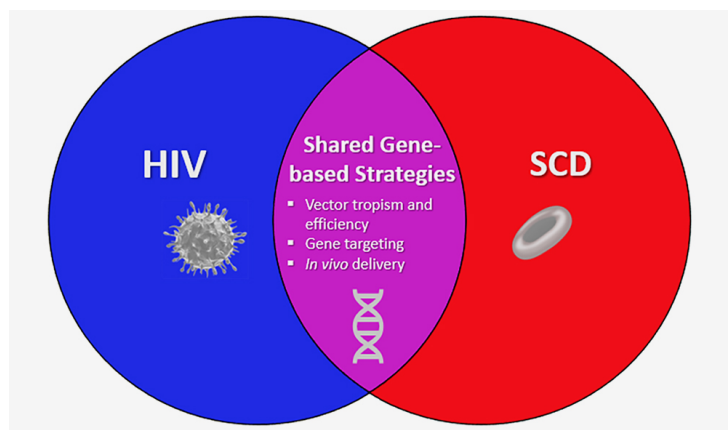 HIV
Shared Gene-
based Strategies
▪ Vector tropism and
efficiency
▪ Gene targeting
▪ In vivo delivery
SCD